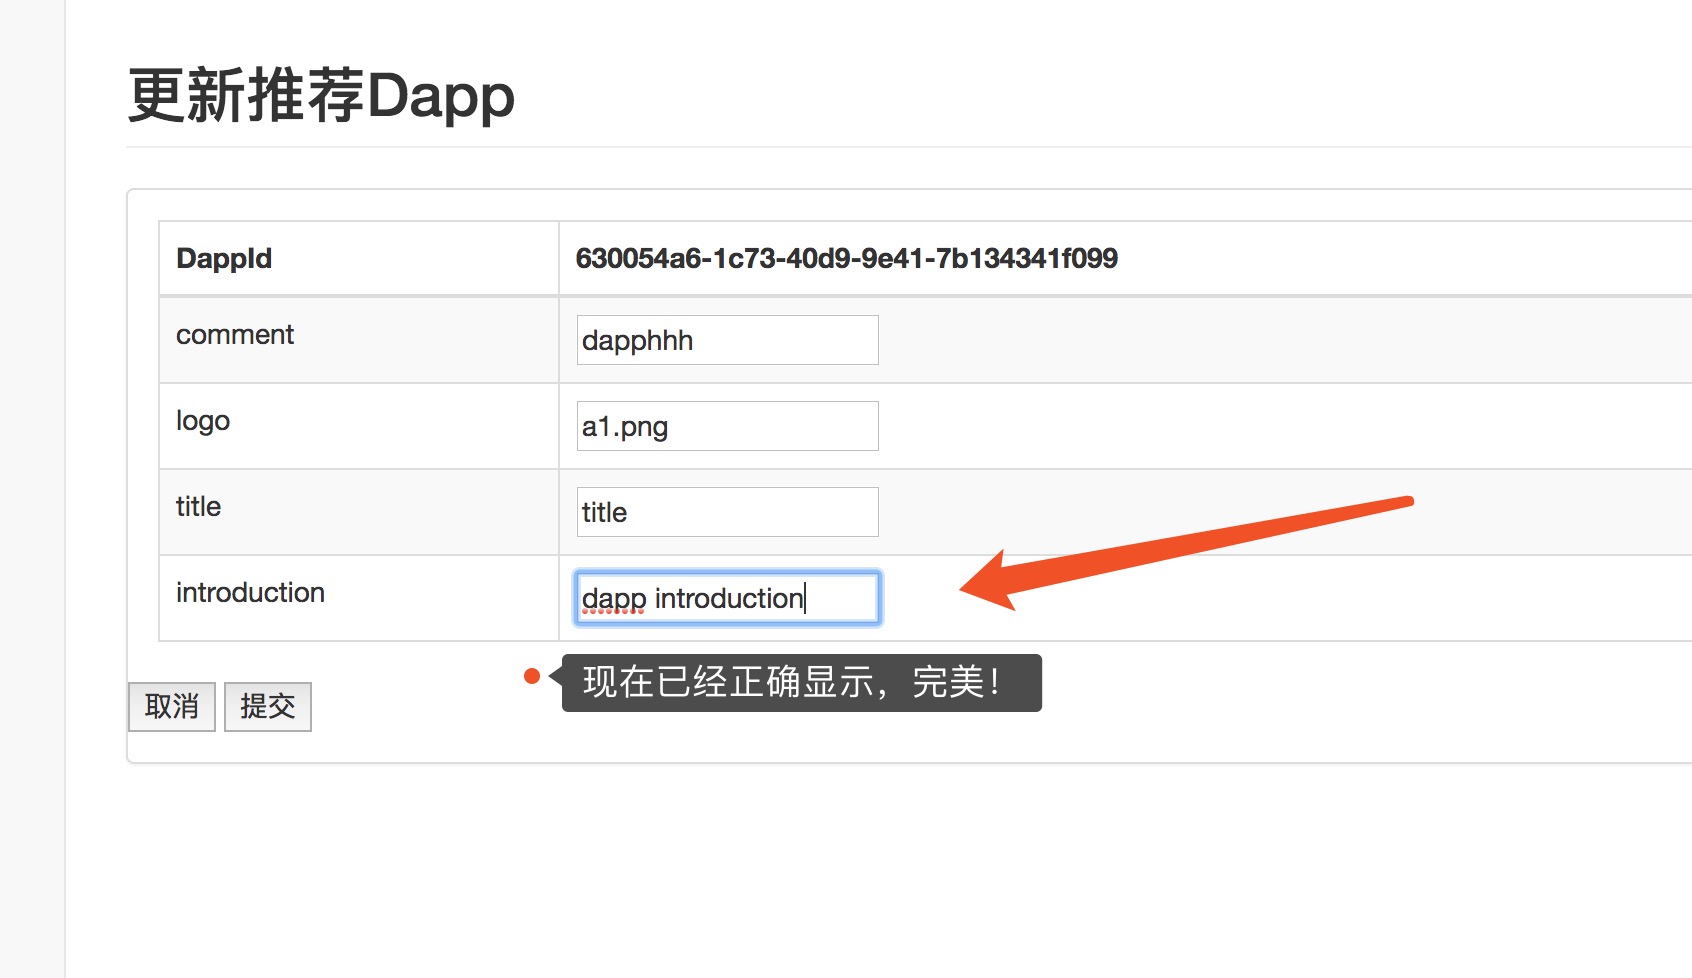 更新推荐Dapp
DappId 630054a6-1c73-40d9-9e41-7b134341f099
comment dapphhh
logo a1.png
title title
introduction dapp introduction
现在已经正确显示，完美！
取消 提交